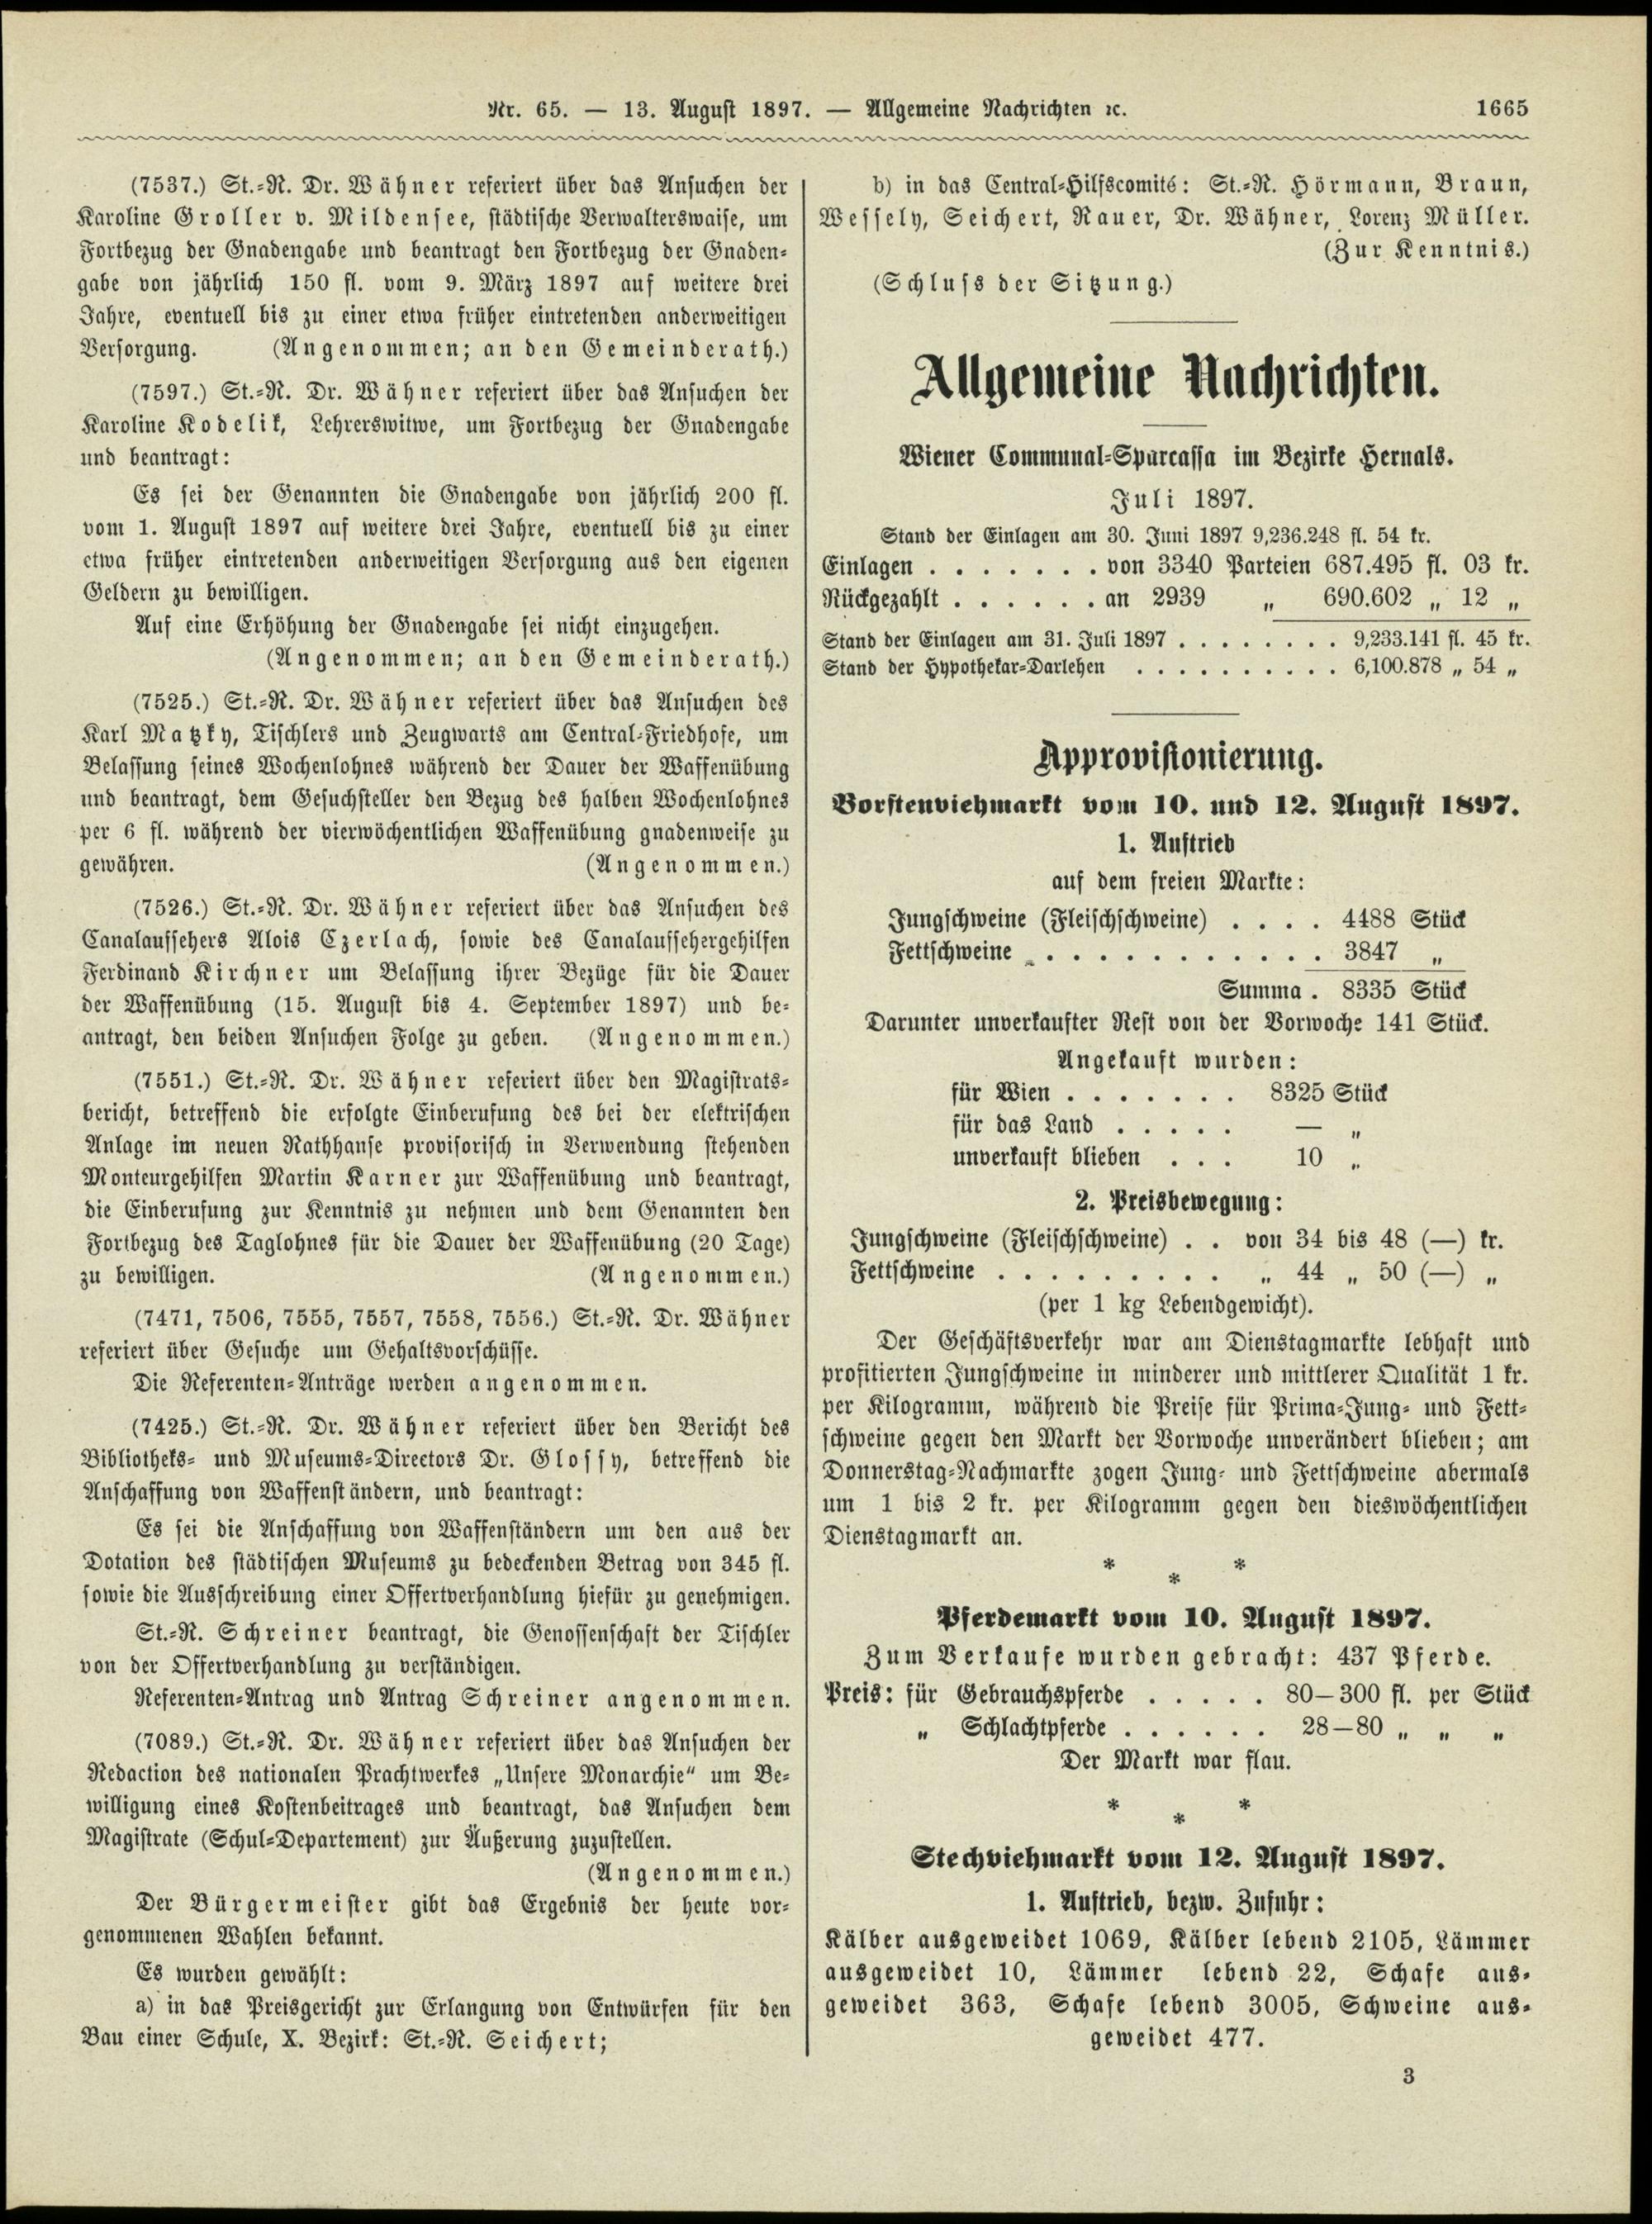 Nr. 65. — 13. August 1897. — Allgemeine Nachrichten ꝛc.
1665
(7537.) St.-R. Dr. Wähner referiert über das Ansuchen der
Karoline Groller v. Mildensee, städtische Verwalterswaise, um
Fortbezug der Gnadengabe und beantragt den Fortbezug der Gnaden-
gabe von jährlich 150 fl. vom 9. März 1897 auf weitere drei
Jahre, eventuell bis zu einer etwa früher eintretenden anderweitigen
Versorgung. (Angenommen; an den Gemeinderath.)
(7597.) St.-R. Dr. Wähner referiert über das Ansuchen der
Karoline Kodelik, Lehrerswitwe, um Fortbezug der Gnadengabe
und beantragt:
Es sei der Genannten die Gnadengabe von jährlich 200 fl.
vom 1. August 1897 auf weitere drei Jahre, eventuell bis zu einer
etwa früher eintretenden anderweitigen Versorgung aus den eigenen
Geldern zu bewilligen.
Auf eine Erhöhung der Gnadengabe sei nicht einzugehen.
(Angenommen; an den Gemeinderath.)
(7525.) St.-R. Dr. Wähner referiert über das Ansuchen des
Karl Matzky, Tischlers und Zeugwarts am Central-Friedhofe, um
Belassung seines Wochenlohnes während der Dauer der Waffenübung
und beantragt, dem Gesuchsteller den Bezug des halben Wochenlohnes
per 6 fl. während der vierwöchentlichen Waffenübung gnadenweise zu
gewähren. (Angenommen.)
(7526.) St.-R. Dr. Wähner referiert über das Ansuchen des
Canalaufsehers Alois Czerlach, sowie des Canalaufsehergehilfen
Ferdinand Kirchner um Belassung ihrer Bezüge für die Dauer
der Waffenübung (15. August bis 4. September 1897) und be-
antragt, den beiden Ansuchen Folge zu geben. (Angenommen.)
(7551.) St.-R. Dr. Wähner referiert über den Magistrats-
bericht, betreffend die erfolgte Einberufung des bei der elektrischen
Anlage im neuen Rathhause provisorisch in Verwendung stehenden
Monteurgehilfen Martin Karner zur Waffenübung und beantragt,
die Einberufung zur Kenntnis zu nehmen und dem Genannten den
Fortbezug des Taglohnes für die Dauer der Waffenübung (20 Tage)
zu bewilligen. (Angenommen.)
(7471, 7506, 7555, 7557, 7558, 7556.) St.-R. Dr. Wähner
referiert über Gesuche um Gehaltsvorschüsse.
Die Referenten-Anträge werden angenommen.
(7425.) St.-R. Dr. Wähner referiert über den Bericht des
Bibliotheks- und Museums-Directors Dr. Glossy, betreffend die
Anschaffung von Waffenständern, und beantragt:
Es sei die Anschaffung von Waffenständern um den aus der
Dotation des städtischen Museums zu bedeckenden Betrag von 345 fl.
sowie die Ausschreibung einer Offertverhandlung hiefür zu genehmigen.
St.-R. Schreiner beantragt, die Genossenschaft der Tischler
von der Offertverhandlung zu verständigen.
Referenten-Antrag und Antrag Schreiner angenommen.
(7089.) St.-R. Dr. Wähner referiert über das Ansuchen der
Redaction des nationalen Prachtwerkes „Unsere Monarchie“ um Be-
willigung eines Kostenbeitrages und beantragt, das Ansuchen dem
Magistrate (Schul-Departement) zur Äußerung zuzustellen.
(Angenommen.)
Der Bürgermeister gibt das Ergebnis der heute vor-
genommenen Wahlen bekannt.
Es wurden gewählt:
a) in das Preisgericht zur Erlangung von Entwürfen für den
Bau einer Schule, X. Bezirk: St.-R. Seichert;
b) in das Central-Hilfscomité: St.-R. Hörmann, Braun,
Wessely, Seichert, Rauer, Dr. Wähner, Lorenz Müller.
(Zur Kenntnis.)
(Schluss der Sitzung.)
Allgemeine Nachrichten.
Wiener Communal-Sparcassa im Bezirke Hernals.
Juli 1897.
Stand der Einlagen am 30. Juni 1897 9,236.248 fl. 54 kr.
Einlagen . . . . . . . von 3340 Parteien 687.495 fl. 03 kr.
Rückgezahlt . . . . . . an 2939 „ 690.602 „ 12 „
Stand der Einlagen am 31. Juli 1897 . . . . . . . . 9,233.141 fl. 45 kr.
Stand der Hypothekar-Darlehen . . . . . . . . . . 6,100.878 „ 54 „
Approvisionierung.
Borstenviehmarkt vom 10. und 12. August 1897.
1. Auftrieb
auf dem freien Markte:
Jungschweine (Fleischschweine) . . . . 4488 Stück
Fettschweine . . . . . . . . . . . . 3847 „
Summa . 8335 Stück
Darunter unverkaufter Rest von der Vorwoche 141 Stück.
Angekauft wurden:
für Wien . . . . . . . 8325 Stück
für das Land . . . . . — „
unverkauft blieben . . . 10 „
2. Preisbewegung:
Jungschweine (Fleischschweine) . . von 34 bis 48 (—) kr.
Fettschweine . . . . . . . . . „ 44 „ 50 (—) „
(per 1 kg Lebendgewicht).
Der Geschäftsverkehr war am Dienstagmarkte lebhaft und
profitierten Jungschweine in minderer und mittlerer Qualität 1 kr.
per Kilogramm, während die Preise für Prima-Jung- und Fett-
schweine gegen den Markt der Vorwoche unverändert blieben; am
Donnerstag-Nachmarkte zogen Jung- und Fettschweine abermals
um 1 bis 2 kr. per Kilogramm gegen den dieswöchentlichen
Dienstagmarkt an.
* * *
Pferdemarkt vom 10. August 1897.
Zum Verkaufe wurden gebracht: 437 Pferde.
Preis: für Gebrauchspferde . . . . . 80—300 fl. per Stück
„ Schlachtpferde . . . . . . 28—80 „ „ „
Der Markt war flau.
* * *
Stechviehmarkt vom 12. August 1897.
1. Auftrieb, bezw. Zufuhr:
Kälber ausgeweidet 1069, Kälber lebend 2105, Lämmer
ausgeweidet 10, Lämmer lebend 22, Schafe aus-
geweidet 363, Schafe lebend 3005, Schweine aus-
geweidet 477.
3